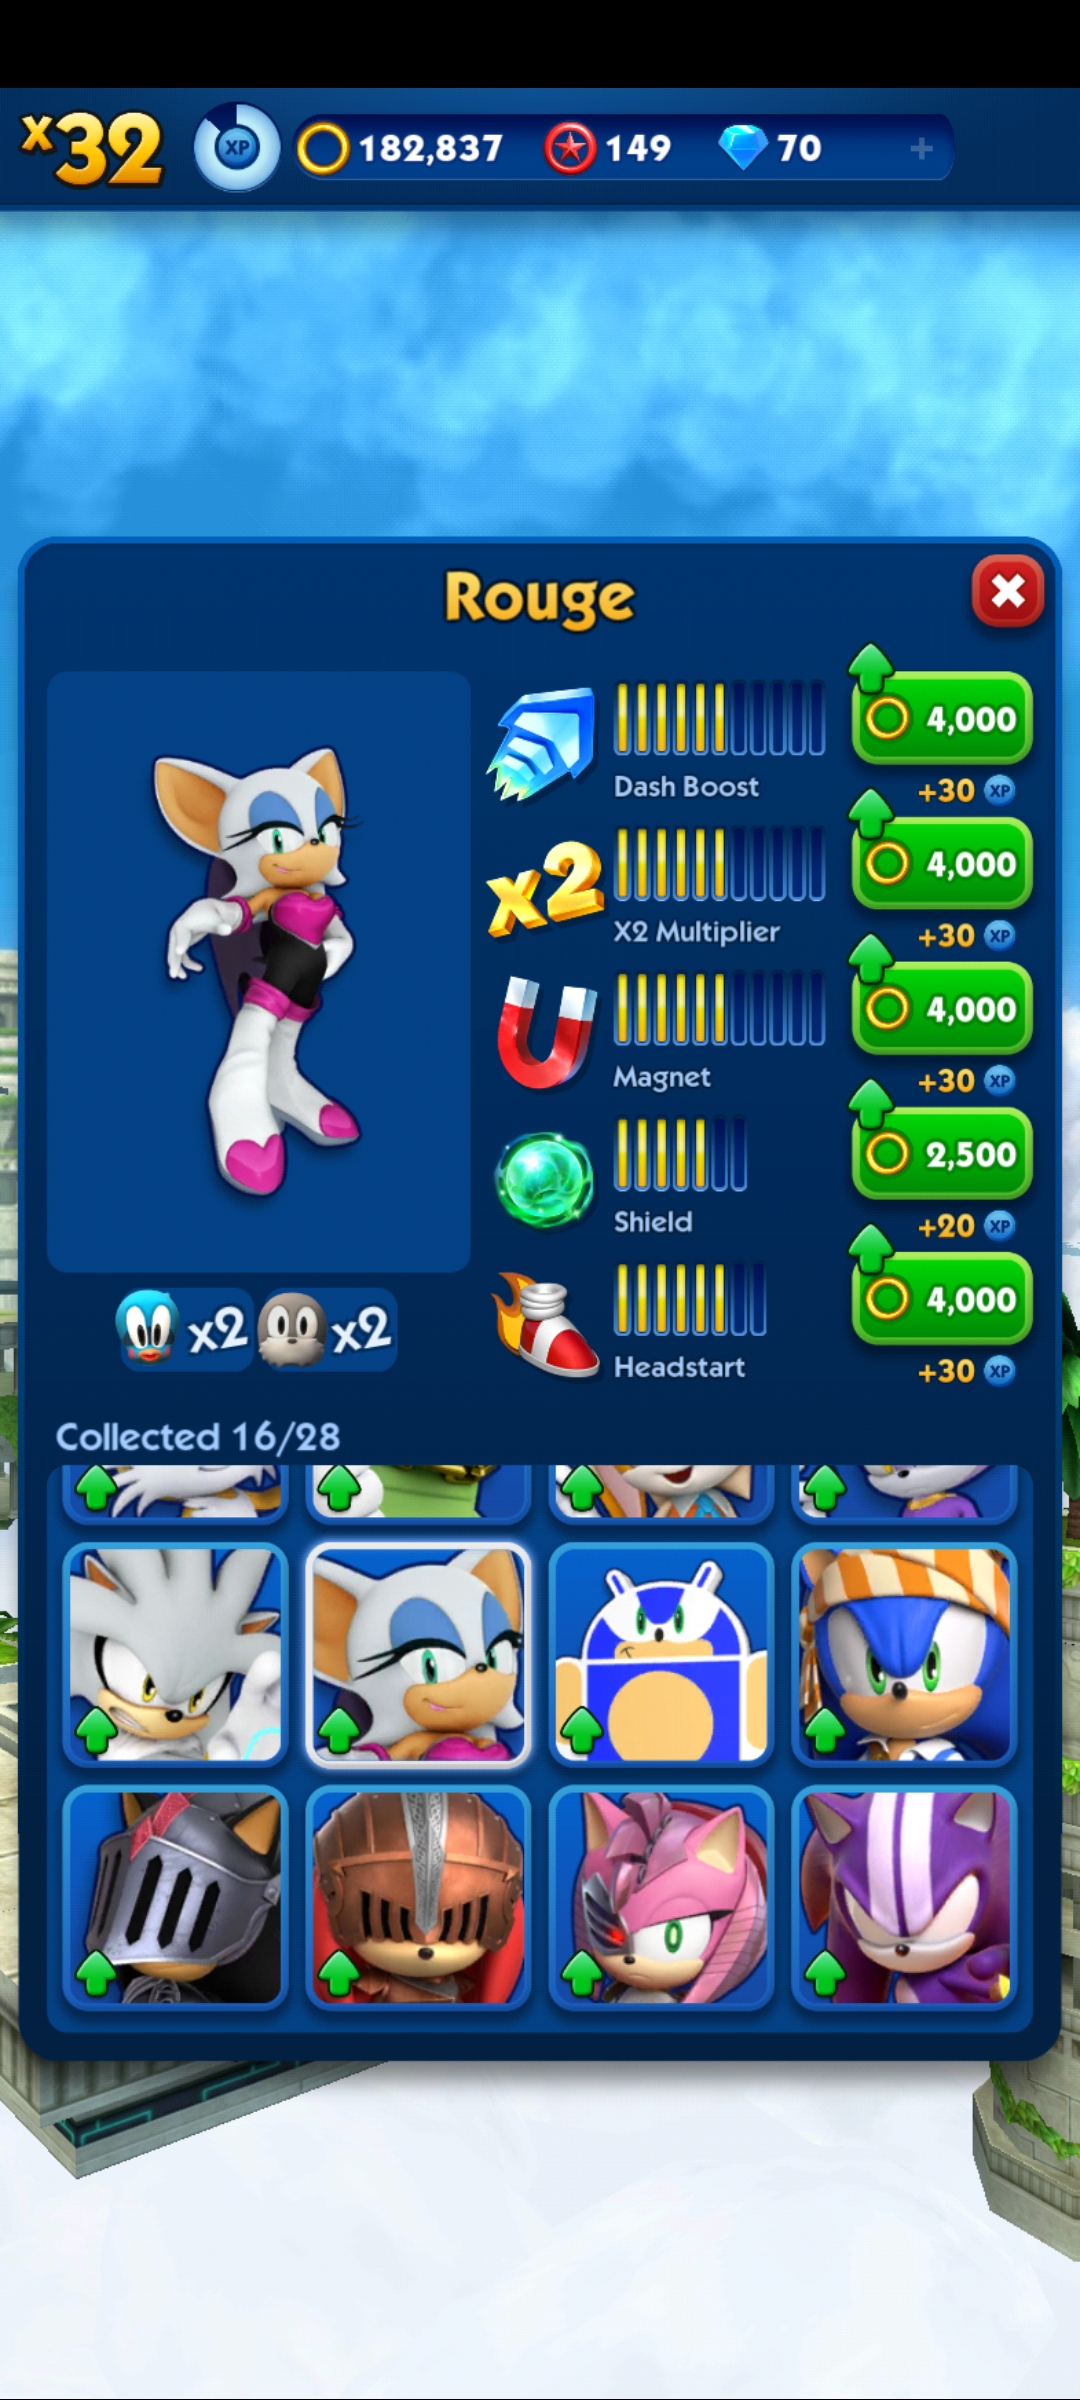 x32 XP 182,837 149 70 +
Rouge
4,000
Dash Boost
+30 XP
x2
4,000
X2 Multiplier
+30 XP
4,000
Magnet
+30 XP
2,500
Shield
+20 XP
4,000
x2 x2
Headstart
+30 XP
Collected 16/28